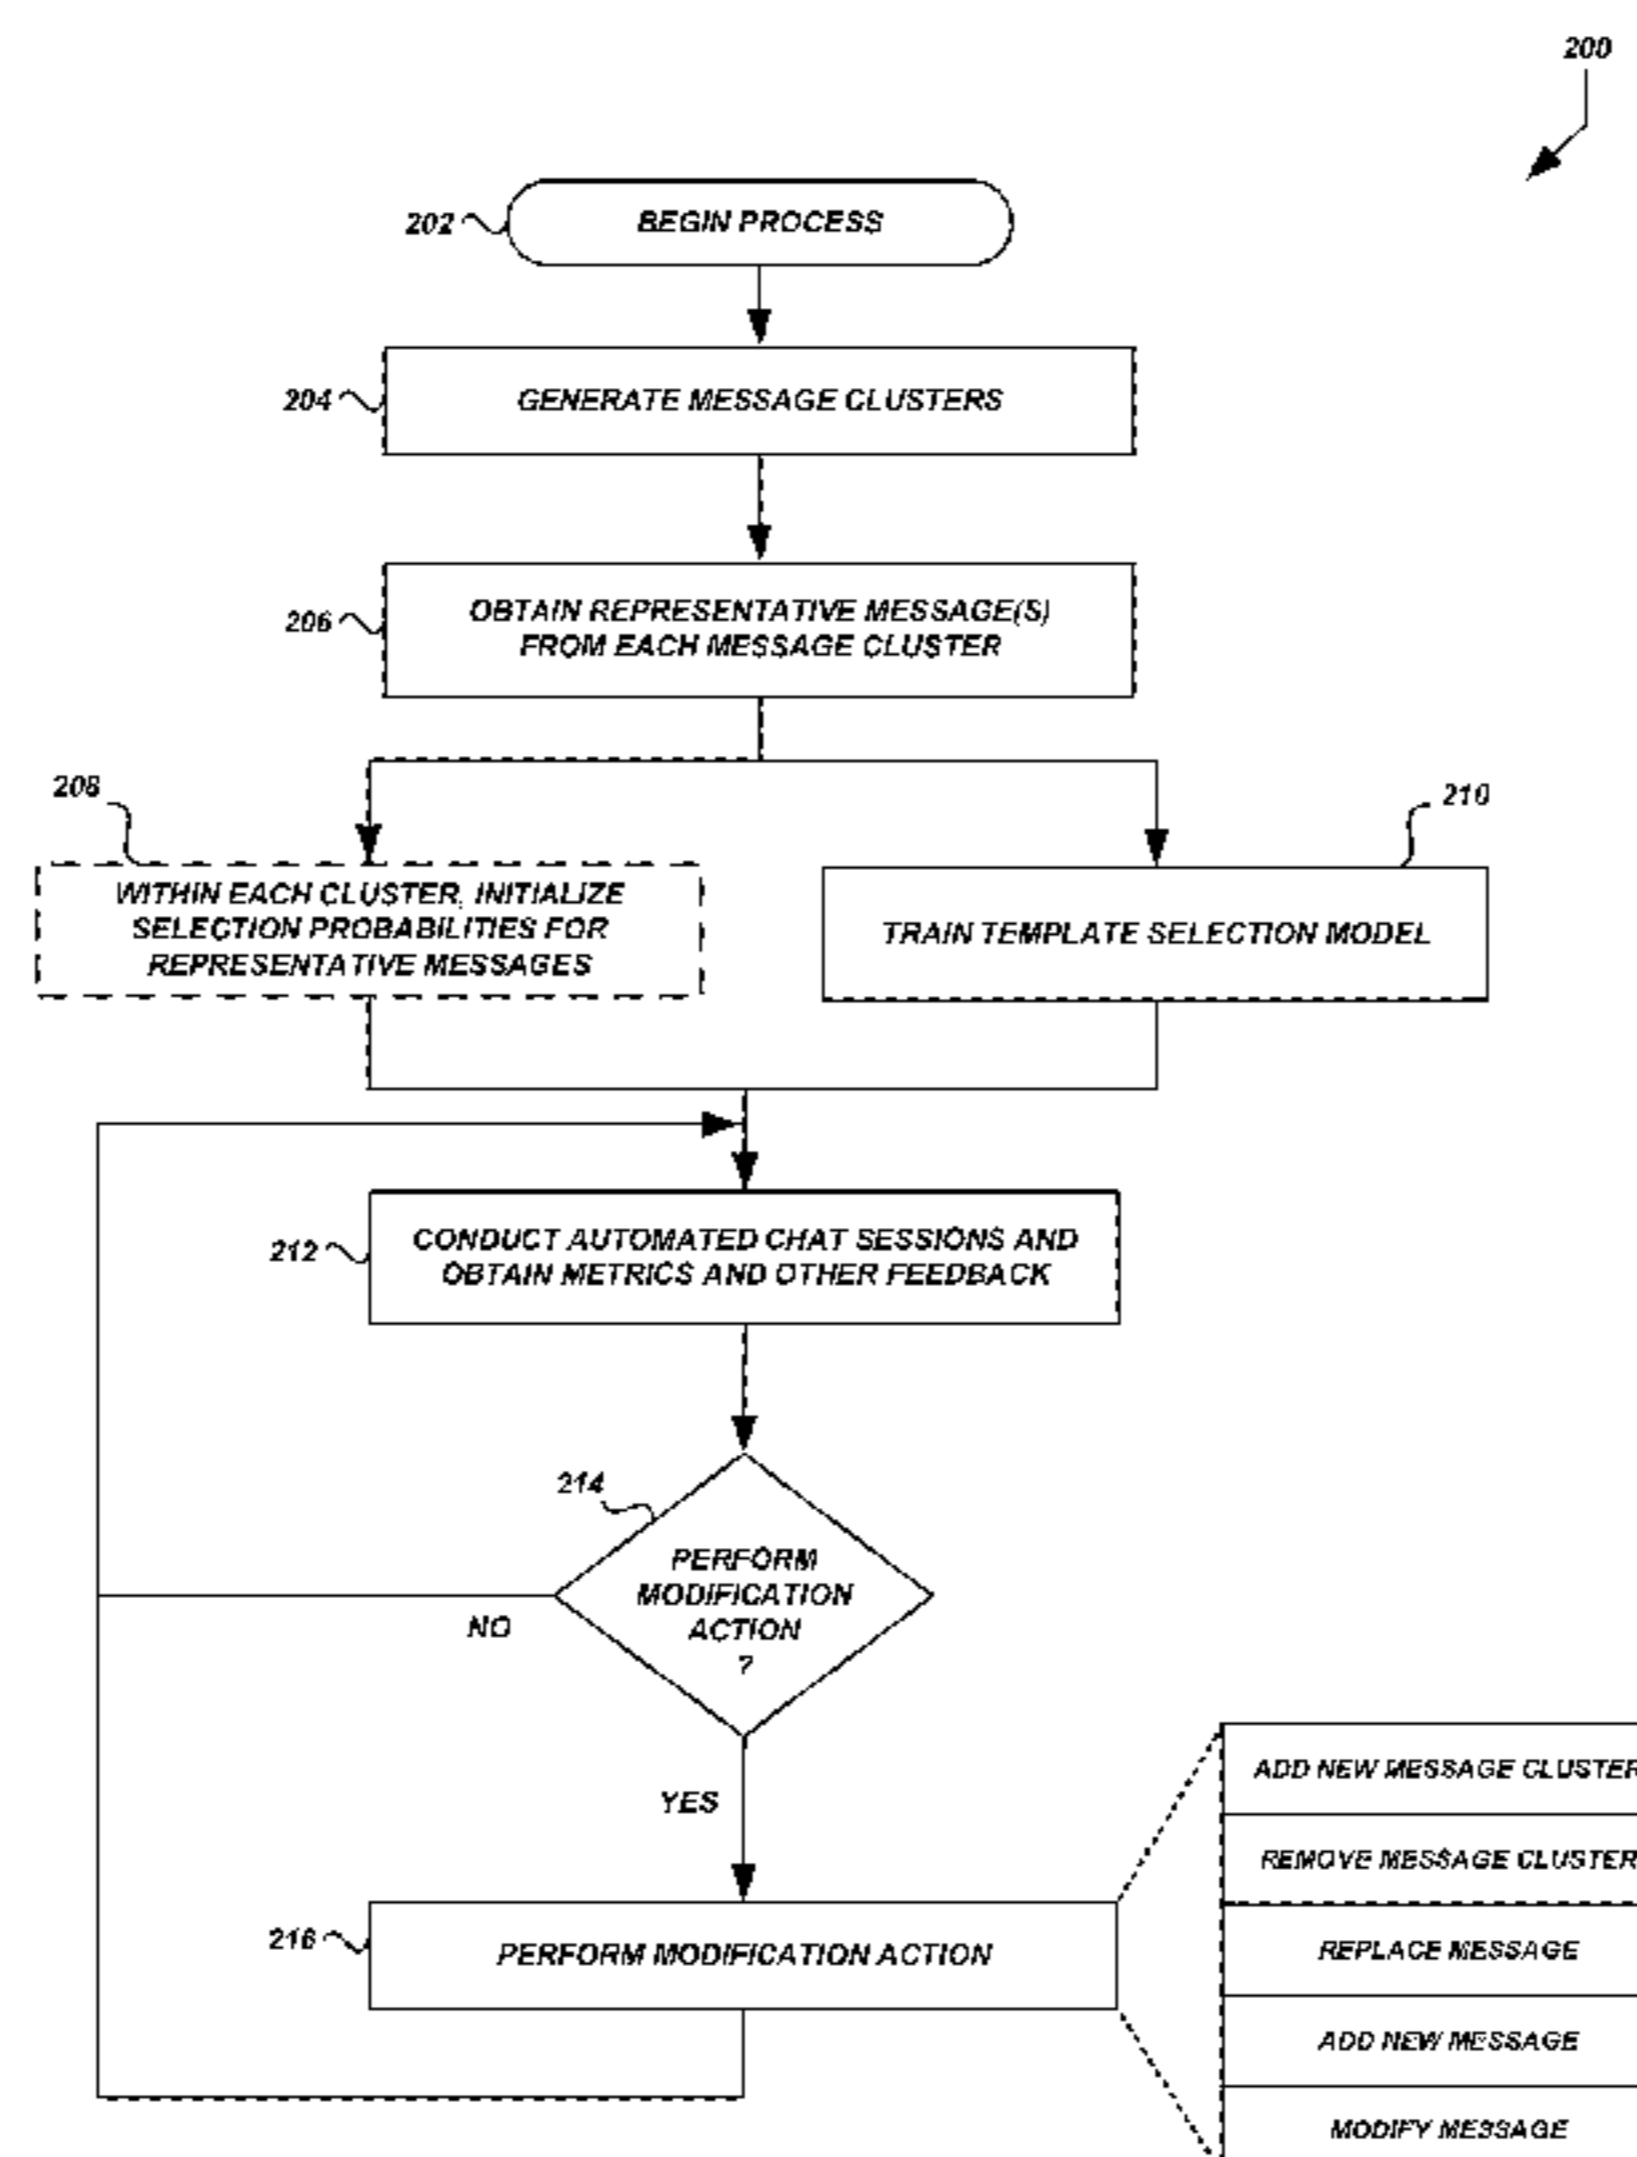 200
202
BEGIN PROCESS
204
GENERATE MESSAGE CLUSTERS
206
OBTAIN REPRESENTATIVE MESSAGE(S)
FROM EACH MESSAGE CLUSTER
208
210
WITHIN EACH CLUSTER, INITIALIZE
SELECTION PROBABILITIES FOR
REPRESENTATIVE MESSAGES
TRAIN TEMPLATE SELECTION MODEL
212
CONDUCT AUTOMATED CHAT SESSIONS AND
OBTAIN METRICS AND OTHER FEEDBACK
214
PERFORM
MODIFICATION
ACTION
?
NO
YES
216
PERFORM MODIFICATION ACTION
ADD NEW MESSAGE CLUSTER
REMOVE MESSAGE CLUSTER
REPLACE MESSAGE
ADD NEW MESSAGE
MODIFY MESSAGE